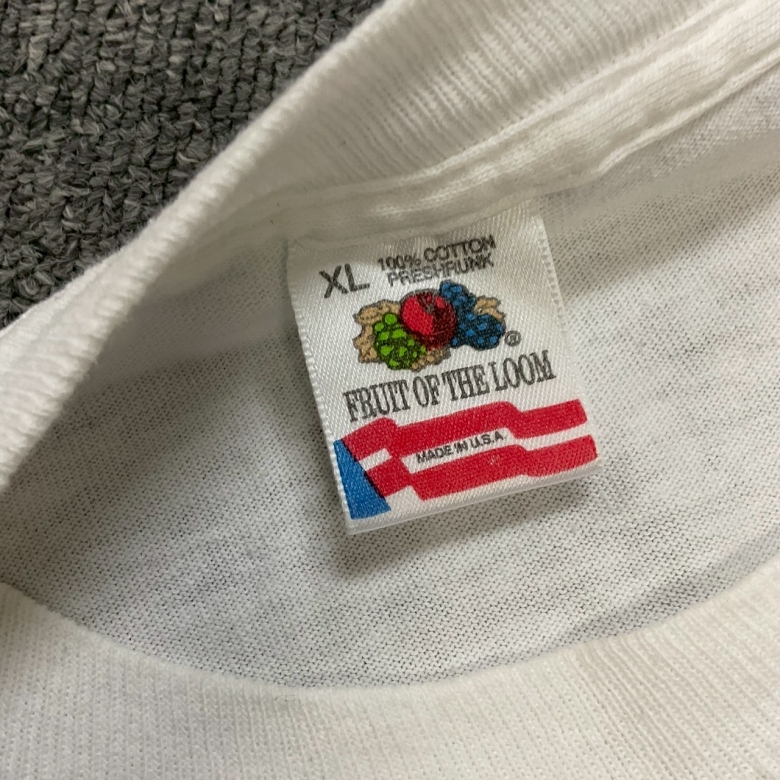 XL 100% COTTON
PRESHRUNK
®
FRUIT OF THE LOOM
MADE IN U.S.A.